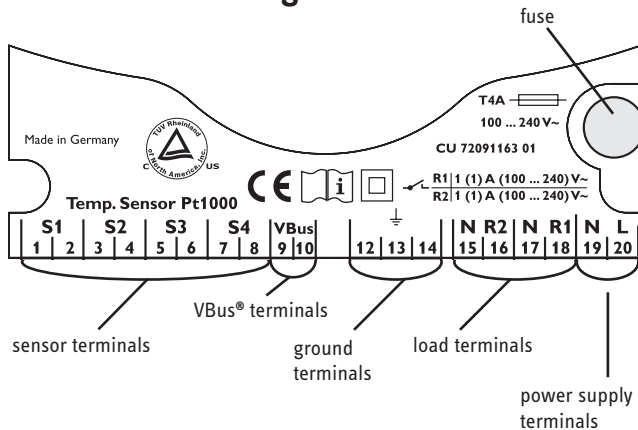 g
fuse
T4A
100 ... 240 V~
Made in Germany
TÜV Rheinland
of North America, Inc.
C US
CU 72091163 01
CE
i
R1 1 (1) A (100 ... 240) V~
R2 1 (1) A (100 ... 240) V~
Temp. Sensor Pt1000
S1 S2 S3 S4 VBus N R2 N R1 N L
1 2 3 4 5 6 7 8 9 10 12 13 14 15 16 17 18 19 20
sensor terminals
VBus® terminals
ground
terminals
load terminals
power supply
terminals